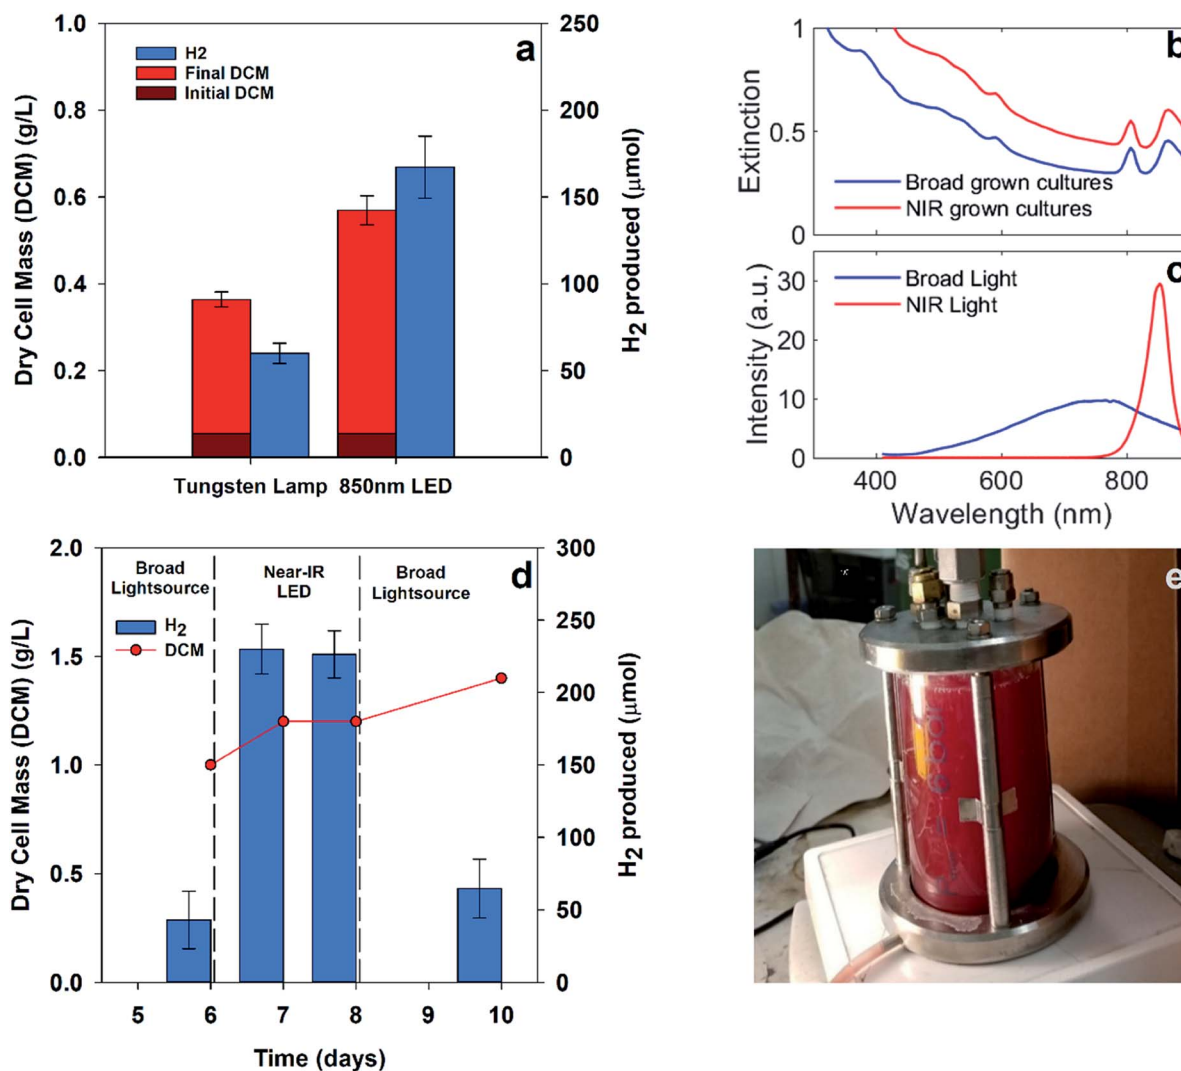 a
H2
Final DCM
Initial DCM
Dry Cell Mass (DCM) (g/L)
1.0
0.8
0.6
0.4
0.2
0.0
H2 produced (μmol)
250
200
150
100
50
0
Tungsten Lamp 850nm LED
b
Extinction
1
0.5
0
Broad grown cultures
NIR grown cultures
c
Intensity (a.u.)
30
20
10
0
Broad Light
NIR Light
400 600 800
Wavelength (nm)
d
Broad
Lightsource
Near-IR
LED
Broad
Lightsource
H2
DCM
Dry Cell Mass (DCM) (g/L)
2.0
1.5
1.0
0.5
0.0
H2 produced (μmol)
300
250
200
150
100
50
0
5 6 7 8 9 10
Time (days)
e
600